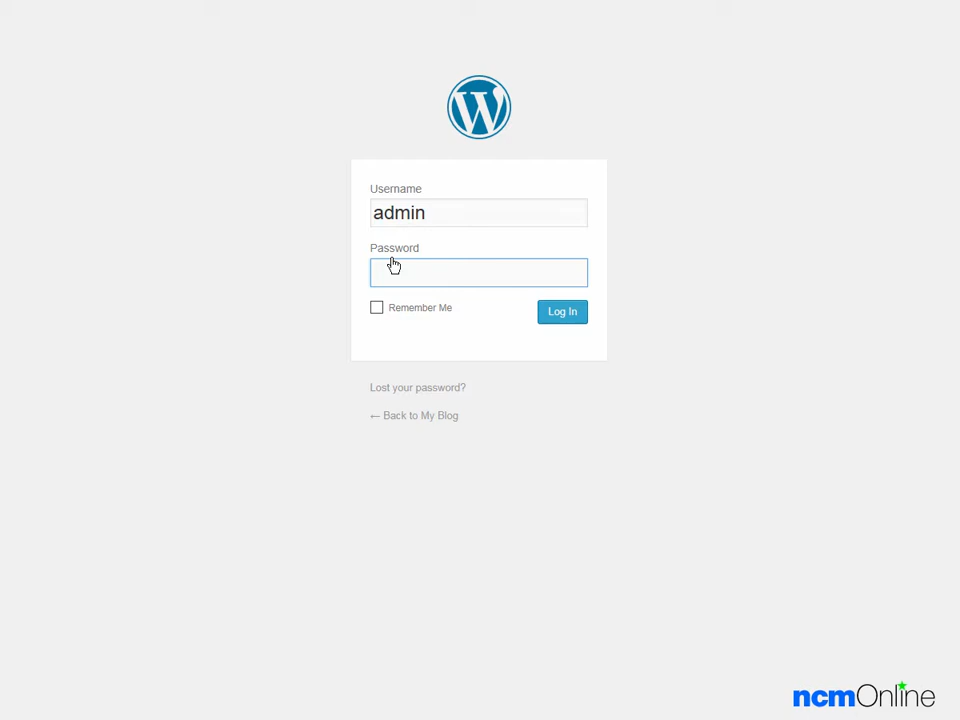 Username
admin
Password
Remember Me
Log In
Lost your password?
← Back to My Blog
ncmOnline